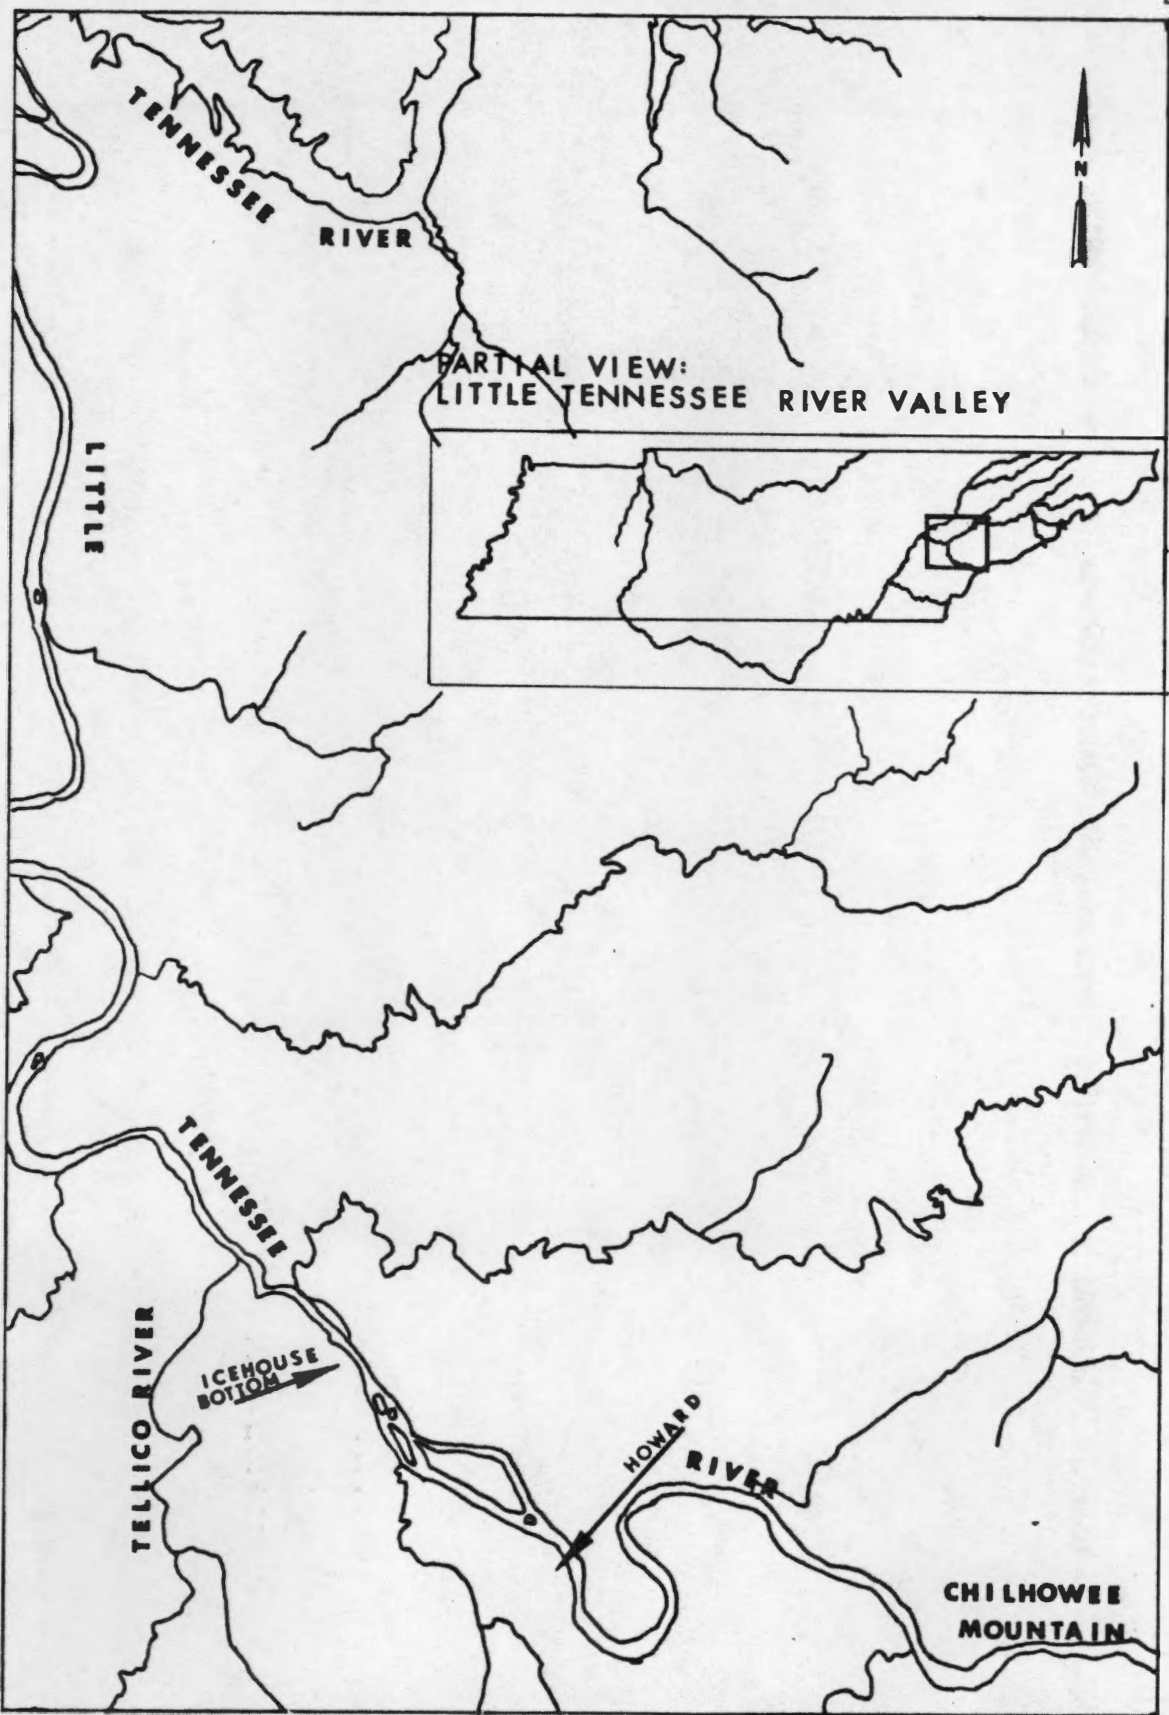 TENNESSEE
RIVER
N
PARTIAL VIEW:
LITTLE TENNESSEE RIVER VALLEY
LITTLE
TENNESSEE
TELLICO RIVER
ICEHOUSE
BOTTOM
HOWARD
RIVER
CHILHOWEE
MOUNTAIN